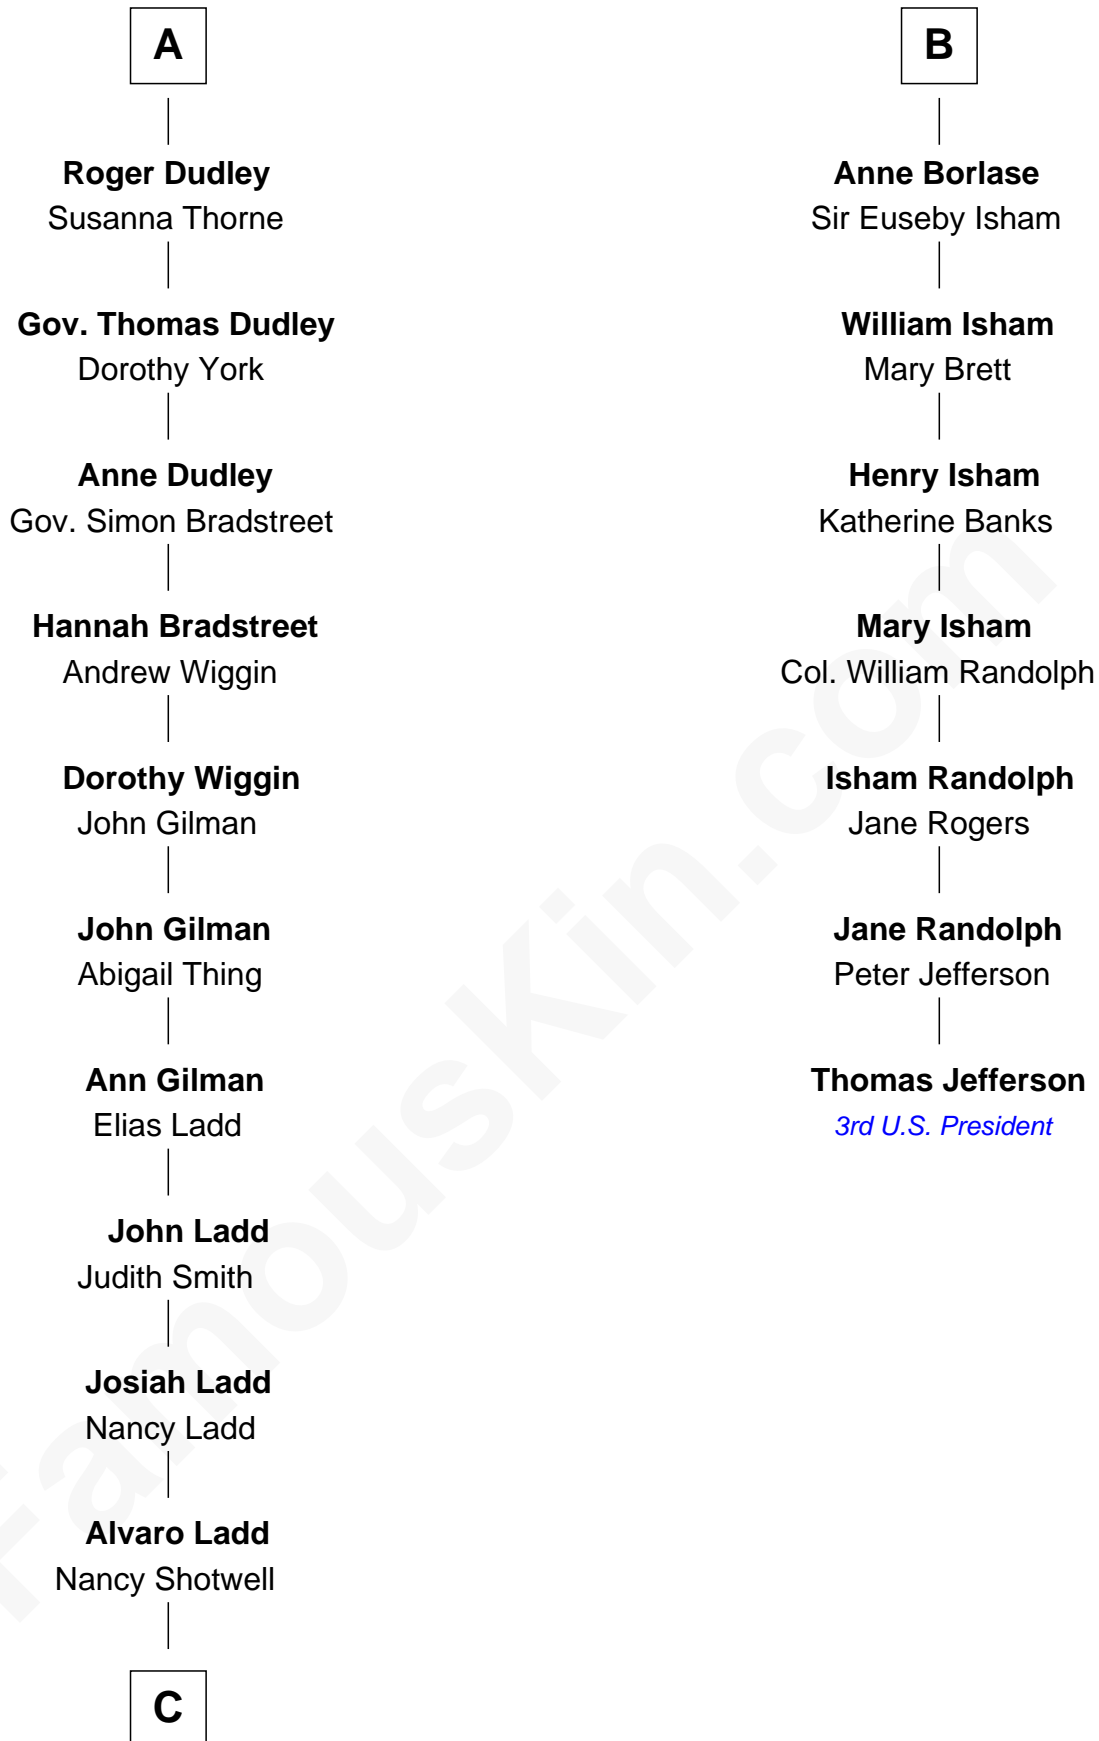 A
Roger Dudley
Susanna Thorne
Gov. Thomas Dudley
Dorothy York
Anne Dudley
Gov. Simon Bradstreet
Hannah Bradstreet
Andrew Wiggin
Dorothy Wiggin
John Gilman
John Gilman
Abigail Thing
Ann Gilman
Elias Ladd
John Ladd
Judith Smith
Josiah Ladd
Nancy Ladd
Alvaro Ladd
Nancy Shotwell
C
B
Anne Borlase
Sir Euseby Isham
William Isham
Mary Brett
Henry Isham
Katherine Banks
Mary Isham
Col. William Randolph
Isham Randolph
Jane Rogers
Jane Randolph
Peter Jefferson
Thomas Jefferson
3rd U.S. President
FamousKin.com